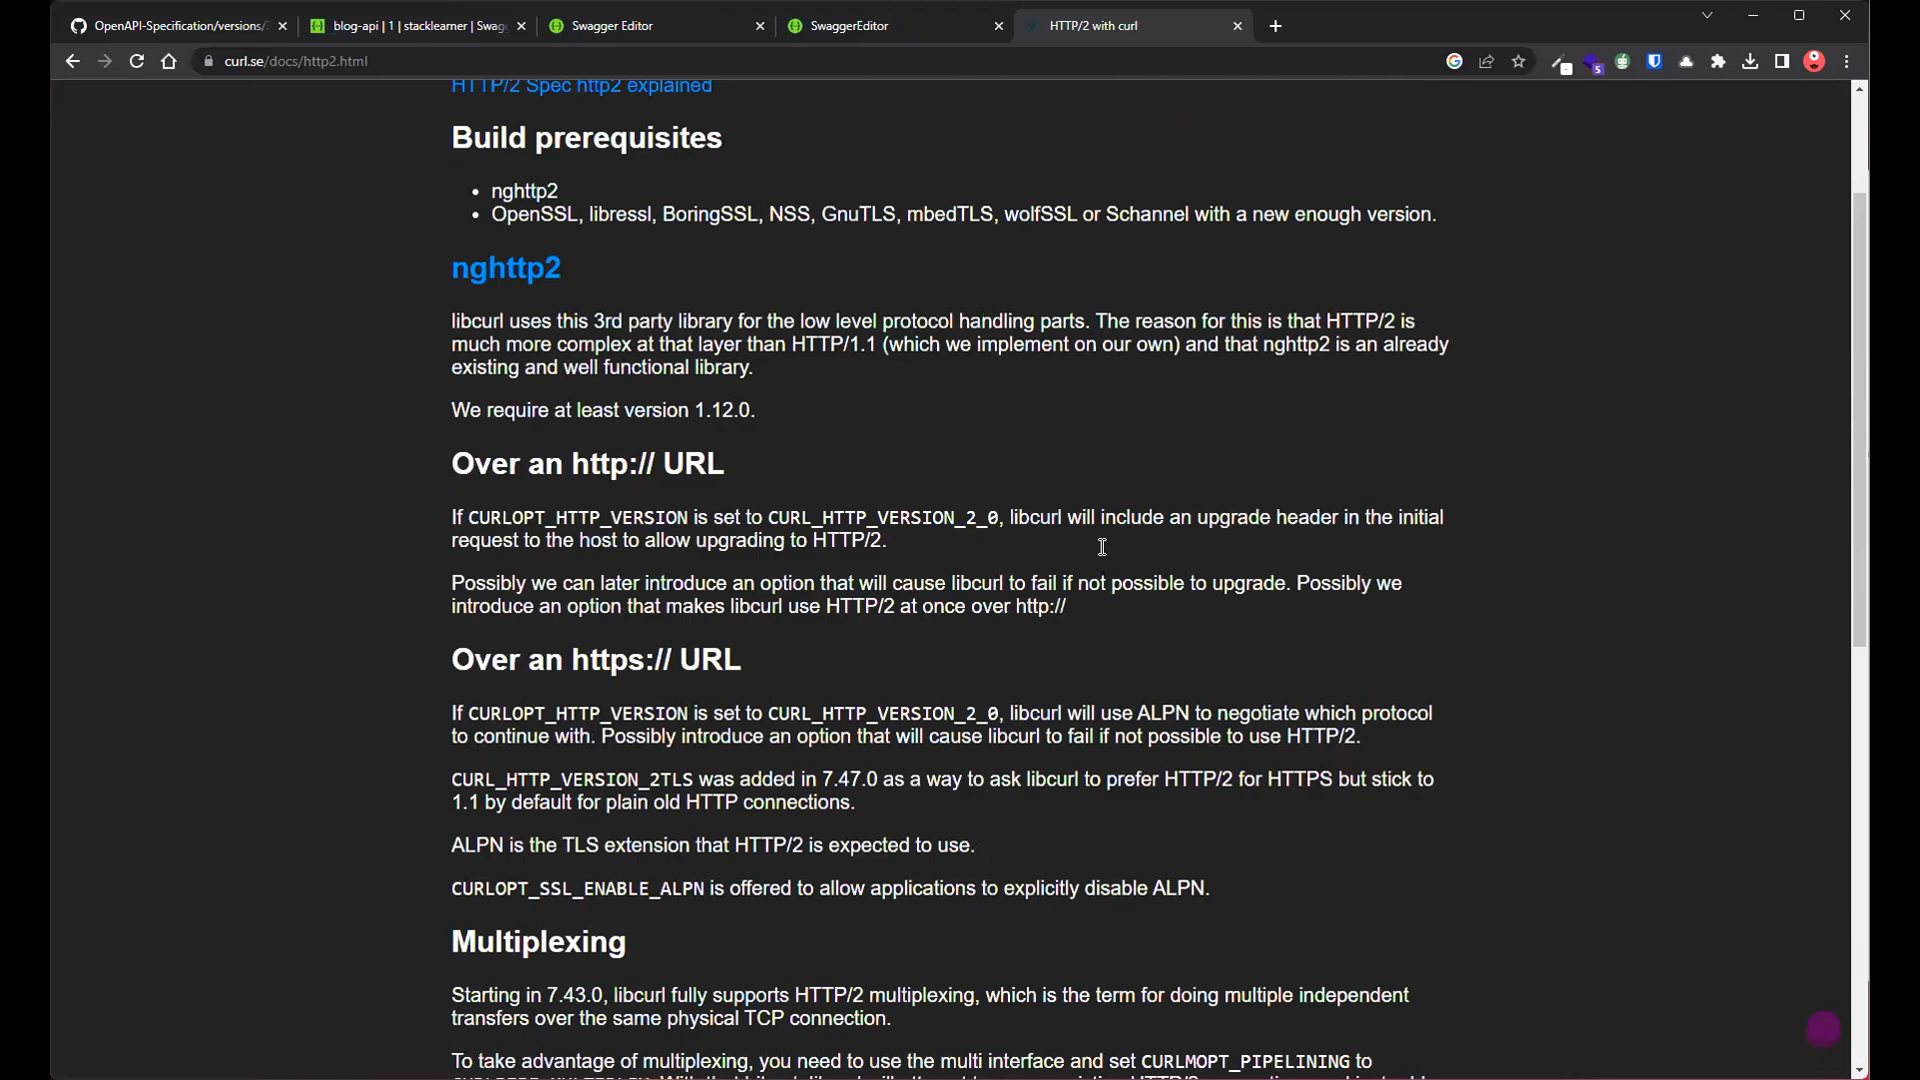 OpenAPI-Specification/versions/
blog-api | 1 | stacklearner | Swag
Swagger Editor
SwaggerEditor
HTTP/2 with curl
curl.se/docs/http2.html
5
HTTP/2 Spec http2 explained
Build prerequisites
• nghttp2
• OpenSSL, libressl, BoringSSL, NSS, GnuTLS, mbedTLS, wolfSSL or Schannel with a new enough version.
nghttp2
libcurl uses this 3rd party library for the low level protocol handling parts. The reason for this is that HTTP/2 is
much more complex at that layer than HTTP/1.1 (which we implement on our own) and that nghttp2 is an already
existing and well functional library.
We require at least version 1.12.0.
Over an http:// URL
If CURLOPT_HTTP_VERSION is set to CURL_HTTP_VERSION_2_0, libcurl will include an upgrade header in the initial
request to the host to allow upgrading to HTTP/2.
Possibly we can later introduce an option that will cause libcurl to fail if not possible to upgrade. Possibly we
introduce an option that makes libcurl use HTTP/2 at once over http://
Over an https:// URL
If CURLOPT_HTTP_VERSION is set to CURL_HTTP_VERSION_2_0, libcurl will use ALPN to negotiate which protocol
to continue with. Possibly introduce an option that will cause libcurl to fail if not possible to use HTTP/2.
CURL_HTTP_VERSION_2TLS was added in 7.47.0 as a way to ask libcurl to prefer HTTP/2 for HTTPS but stick to
1.1 by default for plain old HTTP connections.
ALPN is the TLS extension that HTTP/2 is expected to use.
CURLOPT_SSL_ENABLE_ALPN is offered to allow applications to explicitly disable ALPN.
Multiplexing
Starting in 7.43.0, libcurl fully supports HTTP/2 multiplexing, which is the term for doing multiple independent
transfers over the same physical TCP connection.
To take advantage of multiplexing, you need to use the multi interface and set CURLMOPT_PIPELINING to